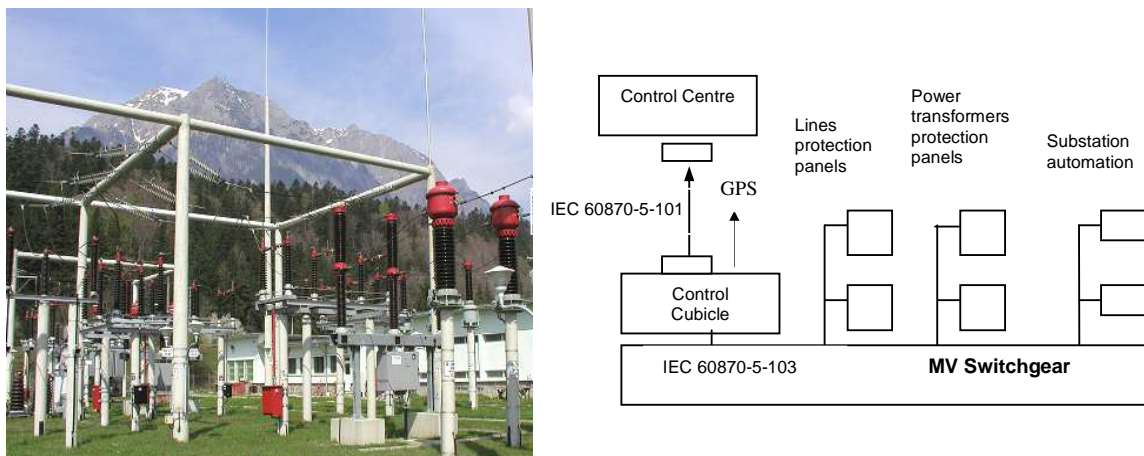 Control Centre
Lines
protection
panels
Power
transformers
protection
panels
Substation
automation
GPS
IEC 60870-5-101
Control
Cubicle
IEC 60870-5-103
MV Switchgear